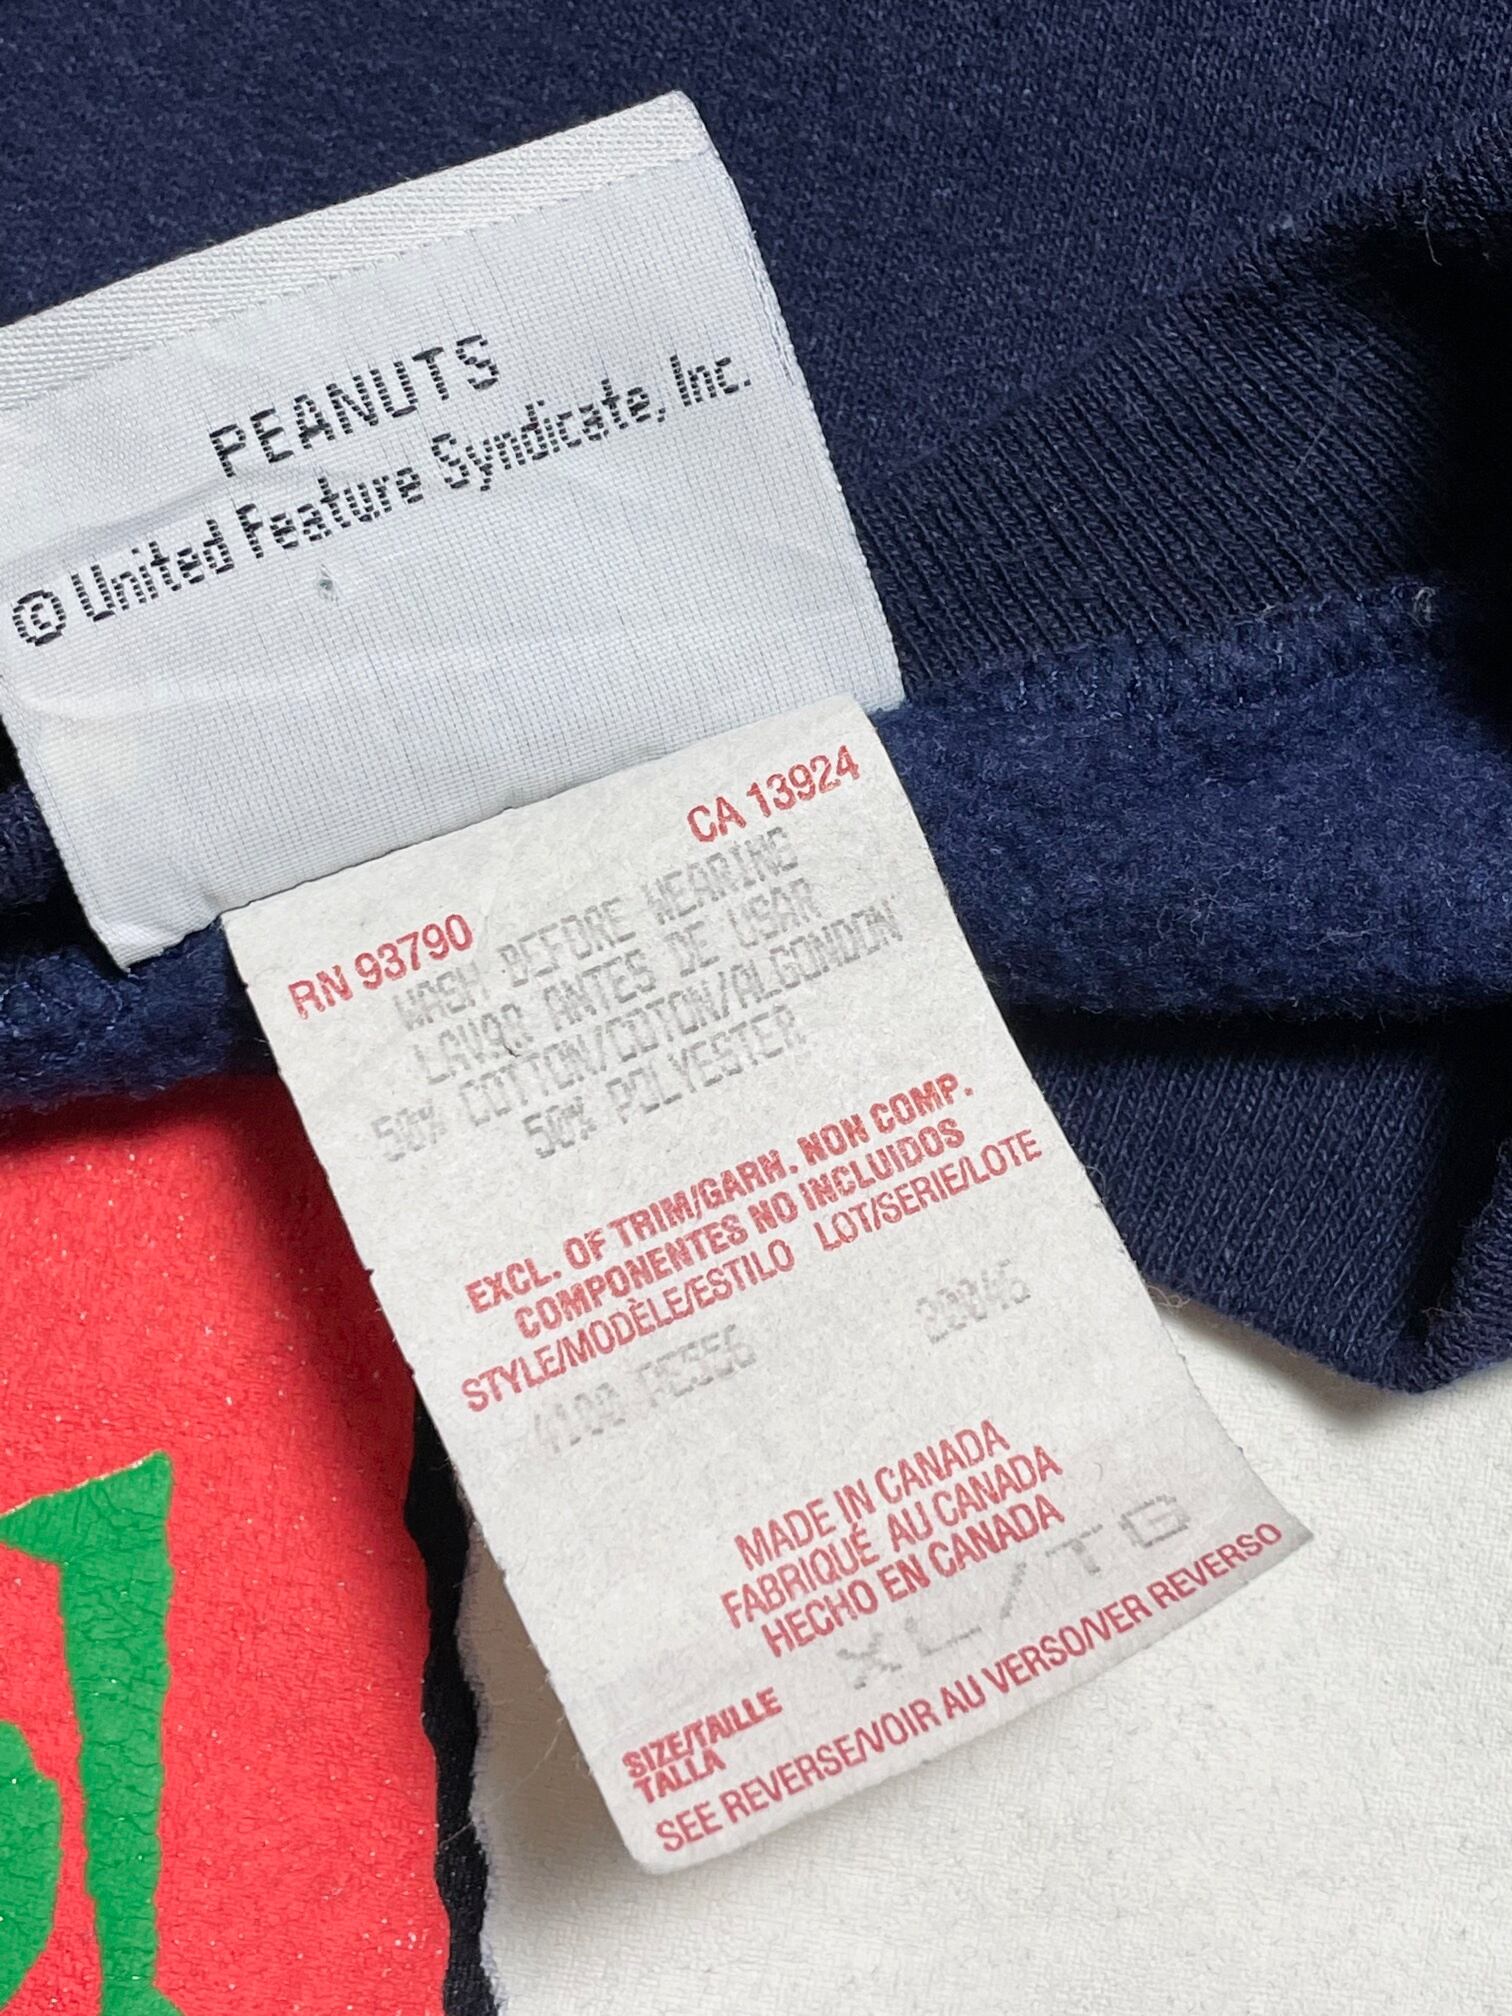 PEANUTS
© United Feature Syndicate, Inc.
RN 93790 CA 13924
WASH BEFORE WEARING
LAVAR ANTES DE USAR
50% COTTON/COTON/ALGONDON
50% POLYESTER
EXCL. OF TRIM/GARN. NON COMP.
COMPONENTES NO INCLUIDOS
STYLE/MODÈLE/ESTILO LOT/SERIE/LOTE
MADE IN CANADA
FABRIQUÉ AU CANADA
HECHO EN CANADA
XL/TG
SIZE/TAILLE
TALLA
SEE REVERSE/VOIR AU VERSO/VER REVERSO